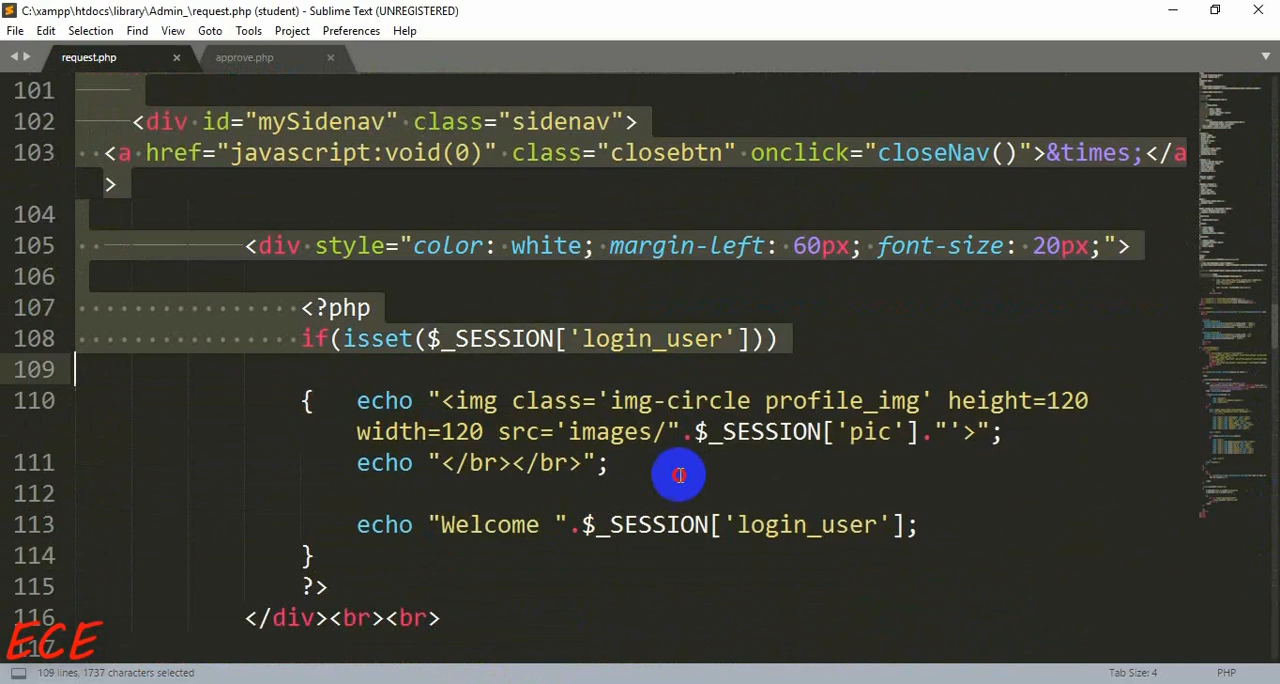 C:\xampp\htdocs\library\Admin_\request.php (student) - Sublime Text (UNREGISTERED)
File Edit Selection Find View Goto Tools Project Preferences Help
request.php × approve.php ×
101
102 <div id="mySidenav" class="sidenav">
103 <a href="javascript:void(0)" class="closebtn" onclick="closeNav()">&times;</a
>
104
105 <div style="color: white; margin-left: 60px; font-size: 20px;">
106
107 <?php
108 if(isset($_SESSION['login_user']))
109
110 { echo "<img class='img-circle profile_img' height=120
width=120 src='images/".$_SESSION['pic']."'>";
111 echo "</br></br>";
112
113 echo "Welcome ".$_SESSION['login_user'];
114 }
115 ?>
116 </div><br><br>
117
ECE
109 lines, 1737 characters selected Tab Size: 4 PHP